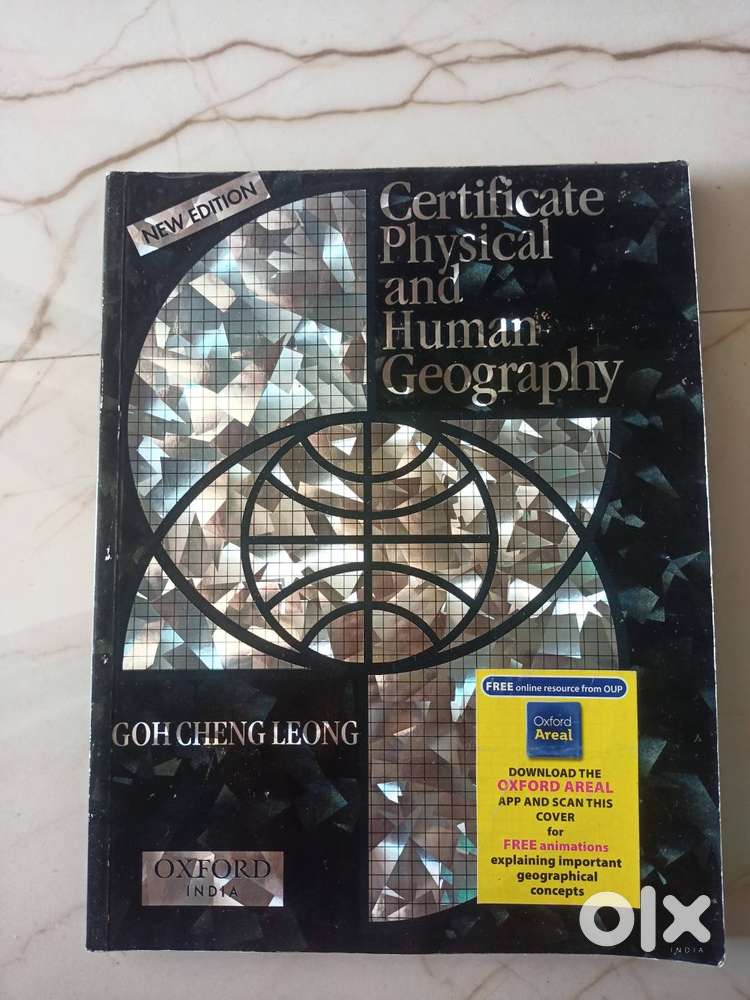 NEW EDITION
Certificate
Physical
and
Human
Geography
GOH CHENG LEONG
FREE online resource from OUP
Oxford
Areal
DOWNLOAD THE
OXFORD AREAL
APP AND SCAN THIS
COVER
for
FREE animations
explaining important
geographical
concepts
OXFORD
INDIA
olx
INDIA